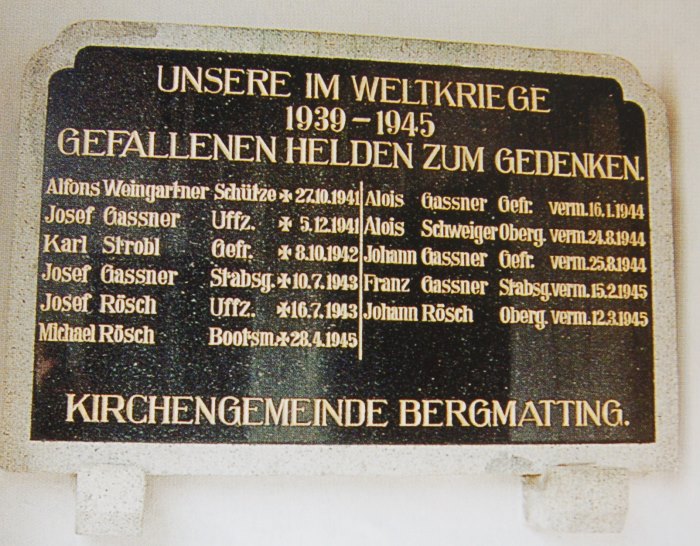 UNSERE IM WELTKRIEGE
1939 – 1945
GEFALLENEN HELDEN ZUM GEDENKEN.
Alfons Weingartner Schütze ✠ 27.10.1941
Josef Gassner Uffz. ✠ 5.12.1941
Karl Strobl Gefr. ✠ 8.10.1942
Josef Gassner Stabsg. ✠ 10.7.1943
Josef Rösch Uffz. ✠ 16.7.1943
Michael Rösch Bootsm. ✠ 28.4.1945
Alois Gassner Gefr. verm. 16.1.1944
Alois Schweiger Oberg. verm. 24.8.1944
Johann Gassner Gefr. verm. 25.8.1944
Franz Gassner Stabsg. verm. 15.2.1945
Johann Rösch Oberg. verm. 12.3.1945
KIRCHENGEMEINDE BERGMATTING.